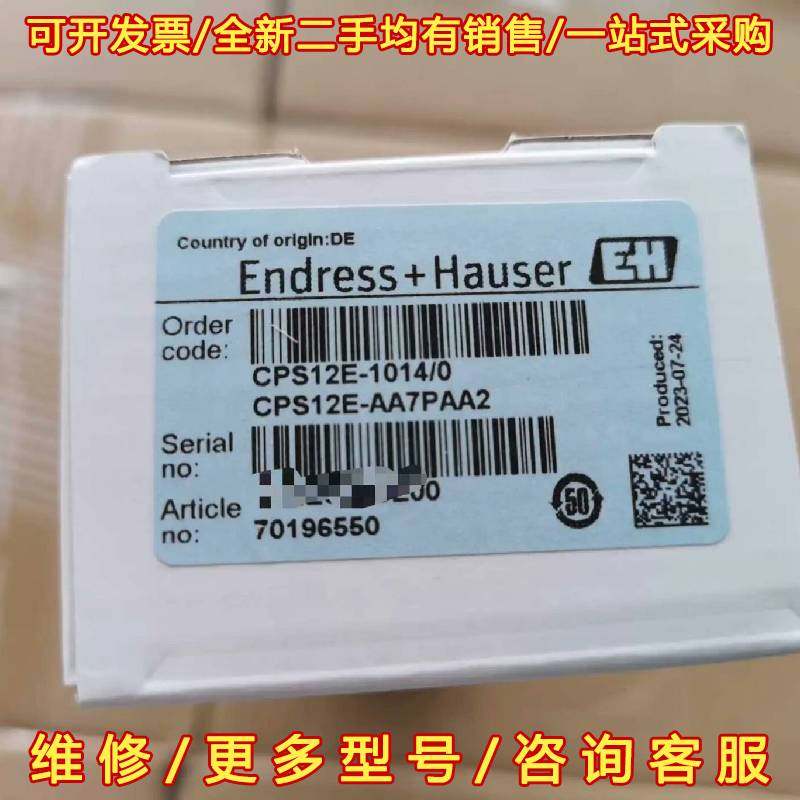 可开发票/全新二手均有销售/一站式采购
Country of origin:DE
Endress+Hauser EH
Order code:
CPS12E-1014/0
CPS12E-AA7PAA2
Produced: 2023-07-24
Serial no:
200
50
Article no:
70196550
维修/更多型号/咨询客服